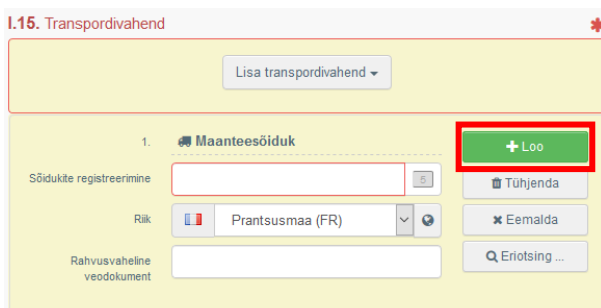 I.15. Transpordivahend
Lisa transpordivahend
1. Maanteesõiduk
Loo
Sõidukite registreerimine 5
Tühjenda
Riik Prantsusmaa (FR)
Eemalda
Rahvusvaheline
veodokument
Eriotsing ...